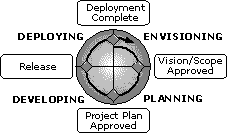 Deployment
Complete
DEPLOYING
ENVISIONING
Release
Vision/Scope
Approved
DEVELOPING
PLANNING
Project Plan
Approved